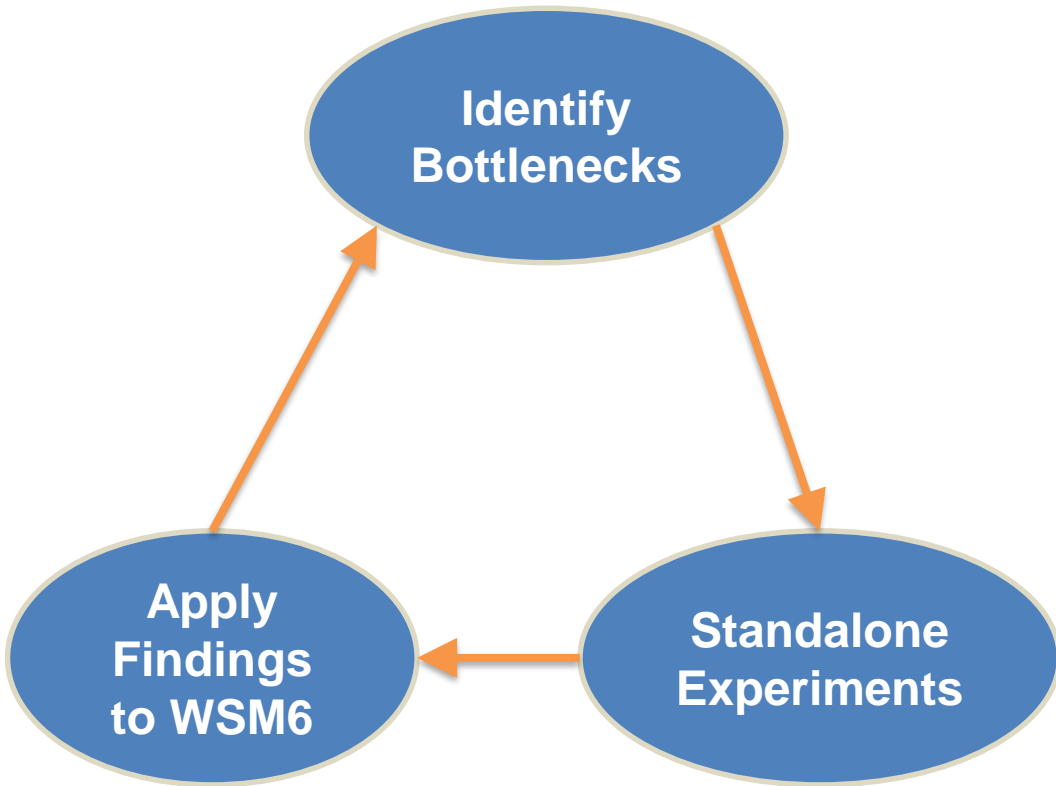 Identify
Bottlenecks
Apply
Findings
to WSM6
Standalone
Experiments